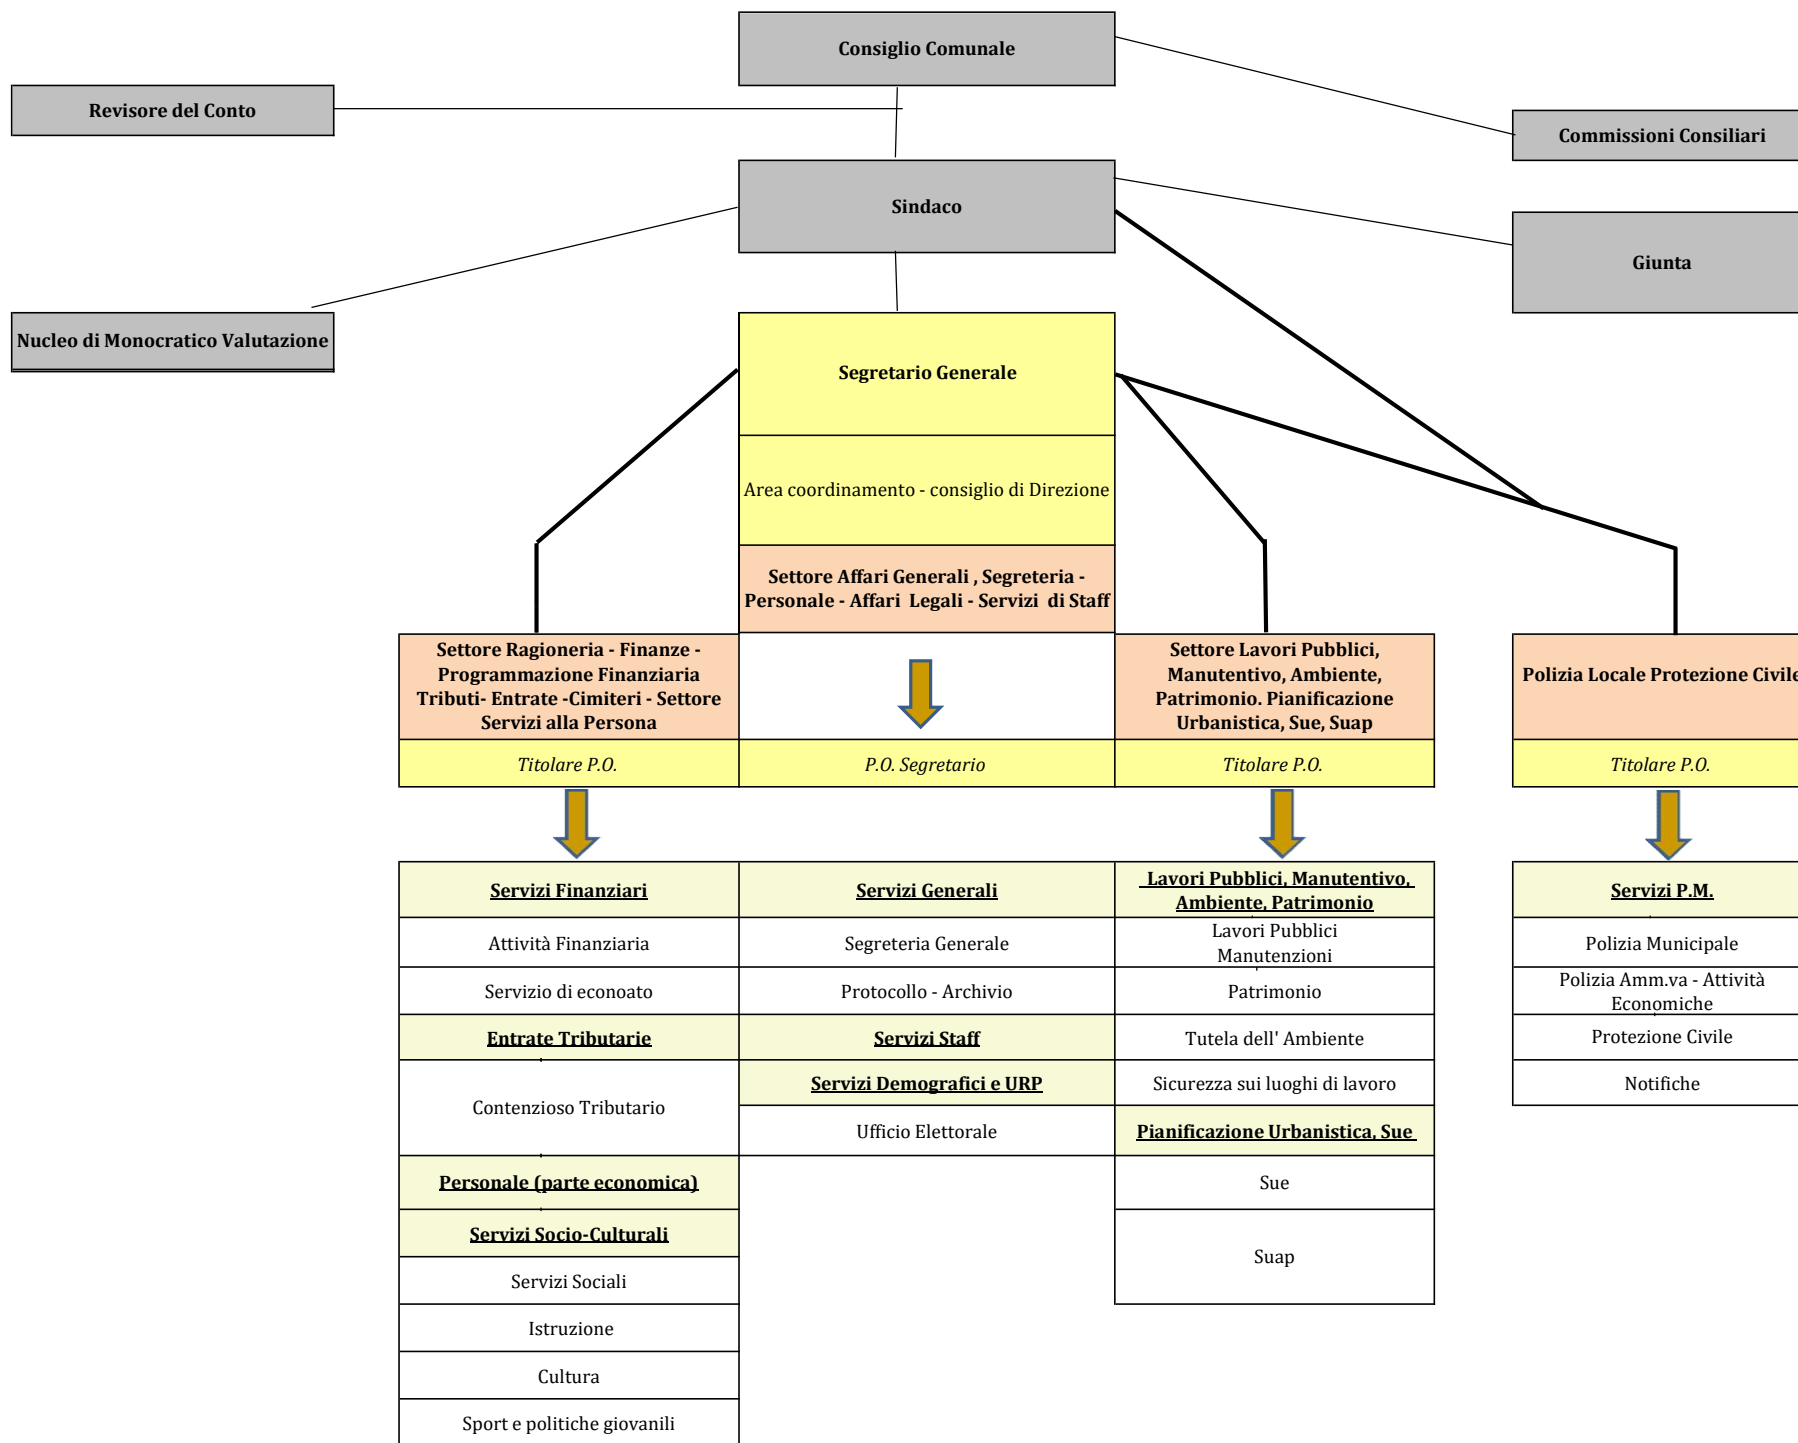 Consiglio Comunale
Revisore del Conto
Commissioni Consiliari
Sindaco
Giunta
Nucleo di Monocratico Valutazione
Segretario Generale
Area coordinamento - consiglio di Direzione
Settore Affari Generali , Segreteria -
Personale - Affari Legali - Servizi di Staff
Settore Ragioneria - Finanze -
Programmazione Finanziaria
Tributi- Entrate -Cimiteri - Settore
Servizi alla Persona
Settore Lavori Pubblici,
Manutentivo, Ambiente,
Patrimonio. Pianificazione
Urbanistica, Sue, Suap
Polizia Locale Protezione Civile
Titolare P.O.
P.O. Segretario
Titolare P.O.
Titolare P.O.
Servizi Finanziari
Attività Finanziaria
Servizio di econoato
Entrate Tributarie
Contenzioso Tributario
Personale (parte economica)
Servizi Socio-Culturali
Servizi Sociali
Istruzione
Cultura
Sport e politiche giovanili
Servizi Generali
Segreteria Generale
Protocollo - Archivio
Servizi Staff
Servizi Demografici e URP
Ufficio Elettorale
Lavori Pubblici, Manutentivo,
Ambiente, Patrimonio
Lavori Pubblici
Manutenzioni
Patrimonio
Tutela dell' Ambiente
Sicurezza sui luoghi di lavoro
Pianificazione Urbanistica, Sue
Sue
Suap
Servizi P.M.
Polizia Municipale
Polizia Amm.va - Attività
Economiche
Protezione Civile
Notifiche